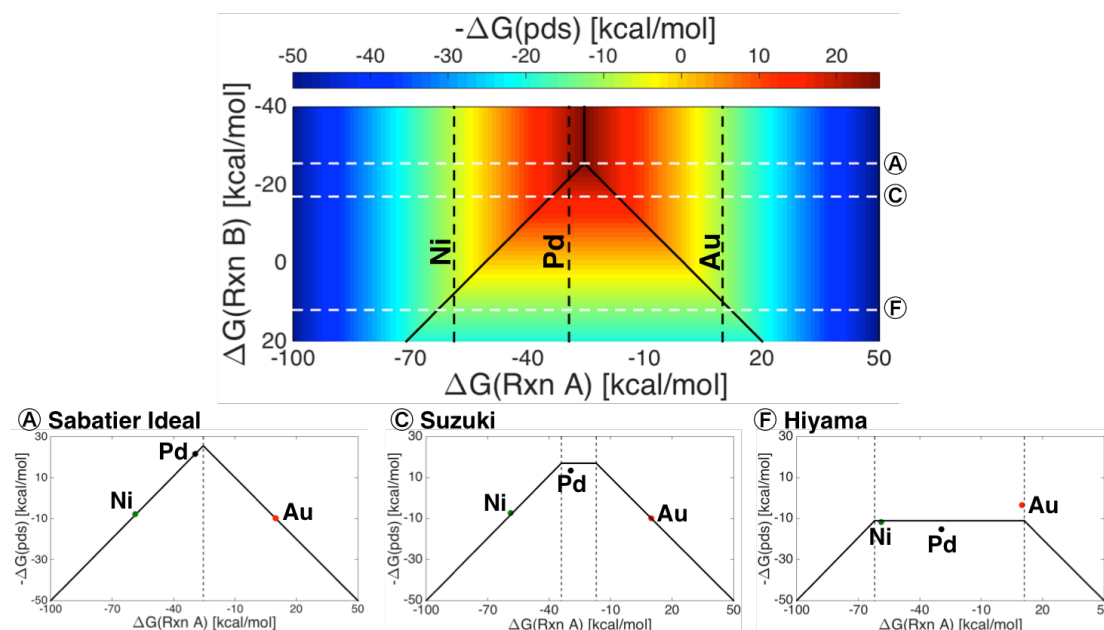 -ΔG(pds) [kcal/mol]
-50 -40 -30 -20 -10 0 10 20
ΔG(Rxn B) [kcal/mol]
-40
-20
0
20
Ni
Pd
Au
Ⓐ
Ⓒ
Ⓕ
-100 -70 -40 -10 20 50
ΔG(Rxn A) [kcal/mol]
Ⓐ Sabatier Ideal
-ΔG(pds) [kcal/mol]
30
10
-10
-30
-50
Pd
Ni
Au
-100 -70 -40 -10 20 50
ΔG(Rxn A) [kcal/mol]
Ⓒ Suzuki
-ΔG(pds) [kcal/mol]
30
10
-10
-30
-50
Pd
Ni
Au
-100 -70 -40 -10 20 50
ΔG(Rxn A) [kcal/mol]
Ⓕ Hiyama
-ΔG(pds) [kcal/mol]
30
10
-10
-30
-50
Au
Ni
Pd
-100 -70 -40 -10 20 50
ΔG(Rxn A) [kcal/mol]